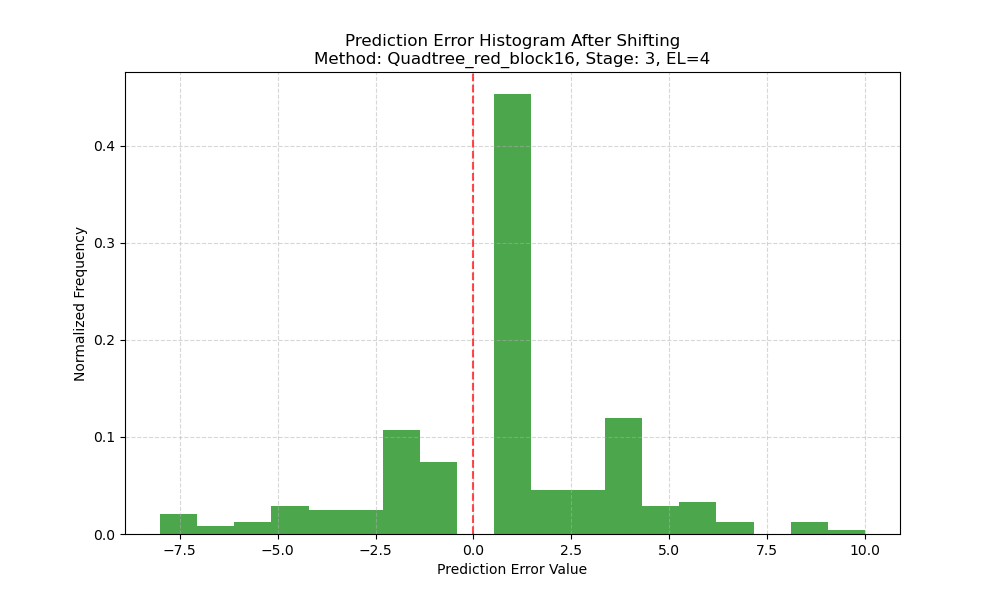 Prediction Error Histogram After Shifting
Method: Quadtree_red_block16, Stage: 3, EL=4
Normalized Frequency
0.4
0.3
0.2
0.1
0.0
−7.5 −5.0 −2.5 0.0 2.5 5.0 7.5 10.0
Prediction Error Value